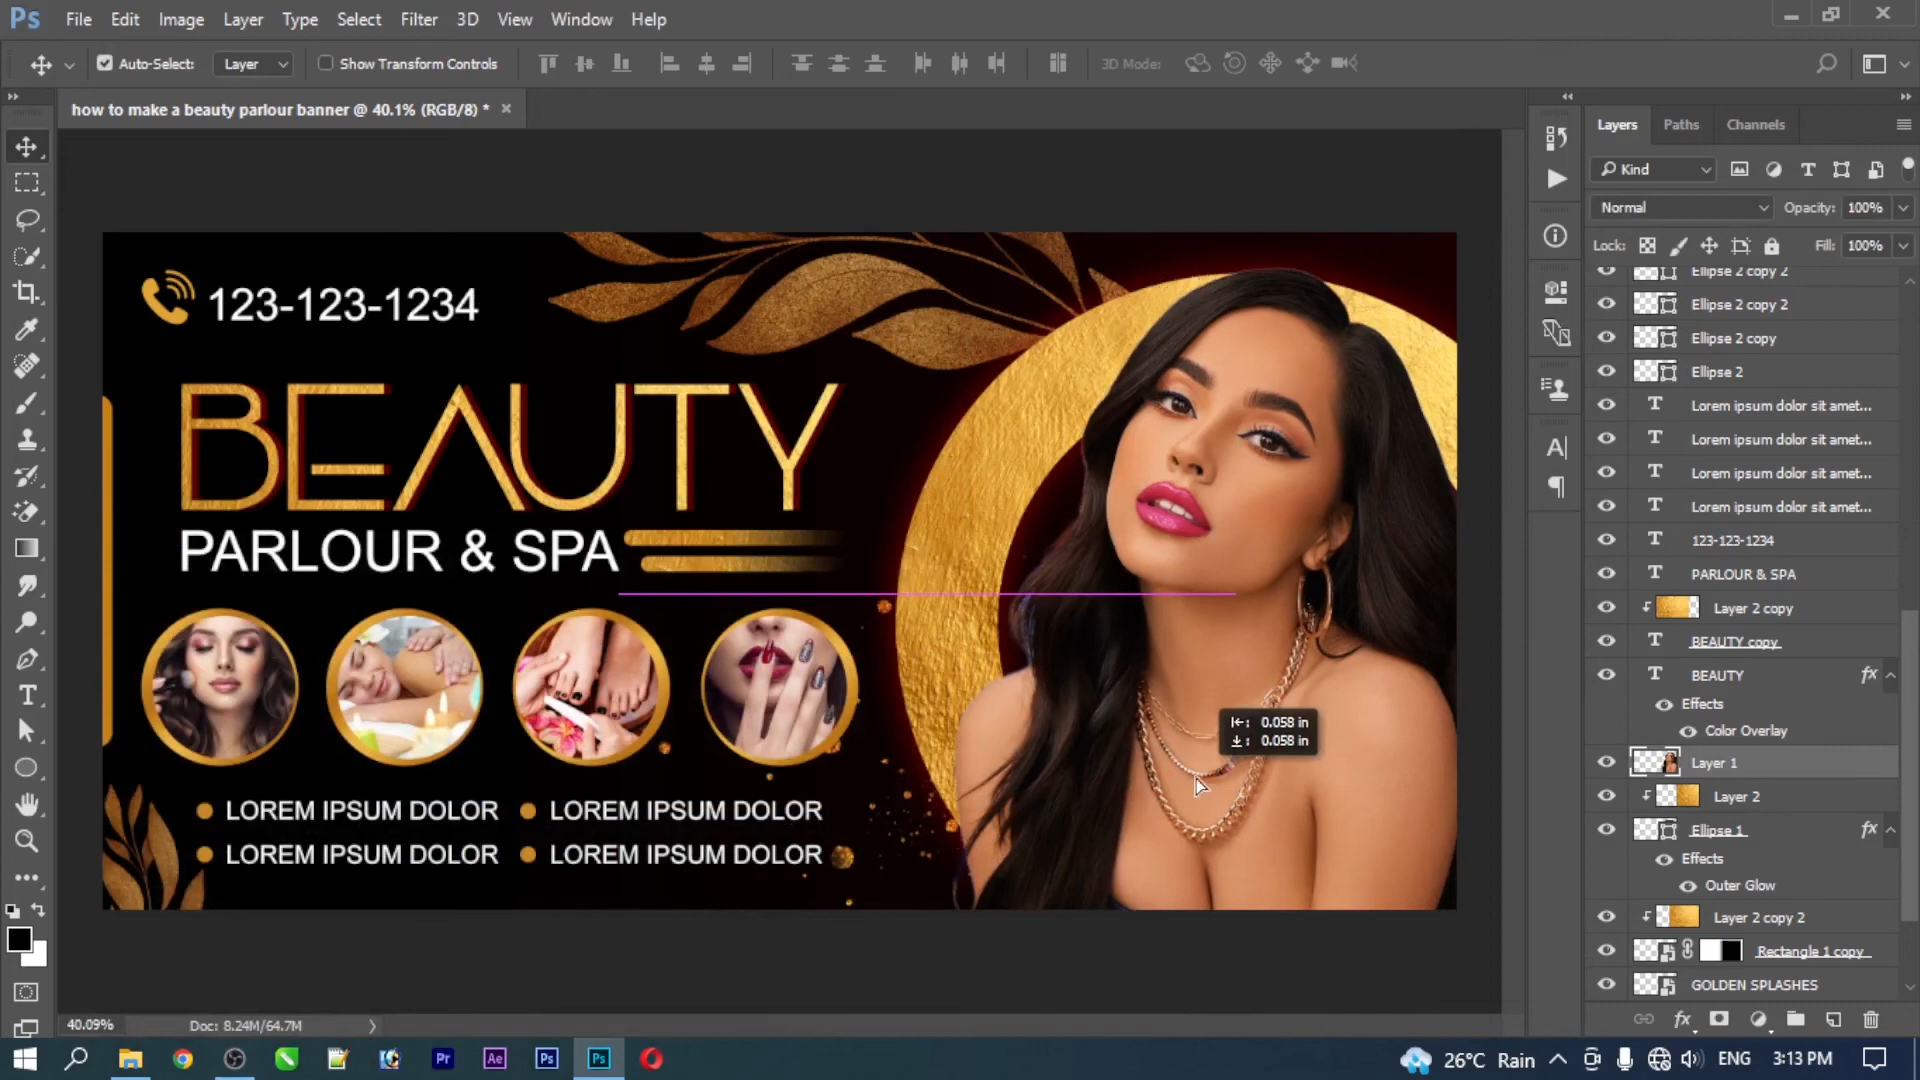 Ps File Edit Image Layer Type Select Filter 3D View Window Help
Auto-Select: Layer Show Transform Controls 3D Mode:
how to make a beauty parlour banner @ 40.1% (RGB/8) *
Layers Paths Channels
Kind
Normal Opacity: 100%
Lock: Fill: 100%
Ellipse 2 copy 2
Ellipse 2 copy 2
Ellipse 2 copy
Ellipse 2
Lorem ipsum dolor sit amet...
Lorem ipsum dolor sit amet...
Lorem ipsum dolor sit amet...
Lorem ipsum dolor sit amet...
123-123-1234
PARLOUR & SPA
Layer 2 copy
BEAUTY copy
BEAUTY fx
Effects
Color Overlay
Layer 1
Layer 2
Ellipse 1 fx
Effects
Outer Glow
Layer 2 copy 2
Rectangle 1 copy
GOLDEN SPLASHES
fx
123-123-1234
BEAUTY
PARLOUR & SPA
0.058 in
0.058 in
LOREM IPSUM DOLOR LOREM IPSUM DOLOR
LOREM IPSUM DOLOR LOREM IPSUM DOLOR
40.09% Doc: 8.24M/64.7M
Pr Ae Ps Ps 26°C Rain ENG 3:13 PM